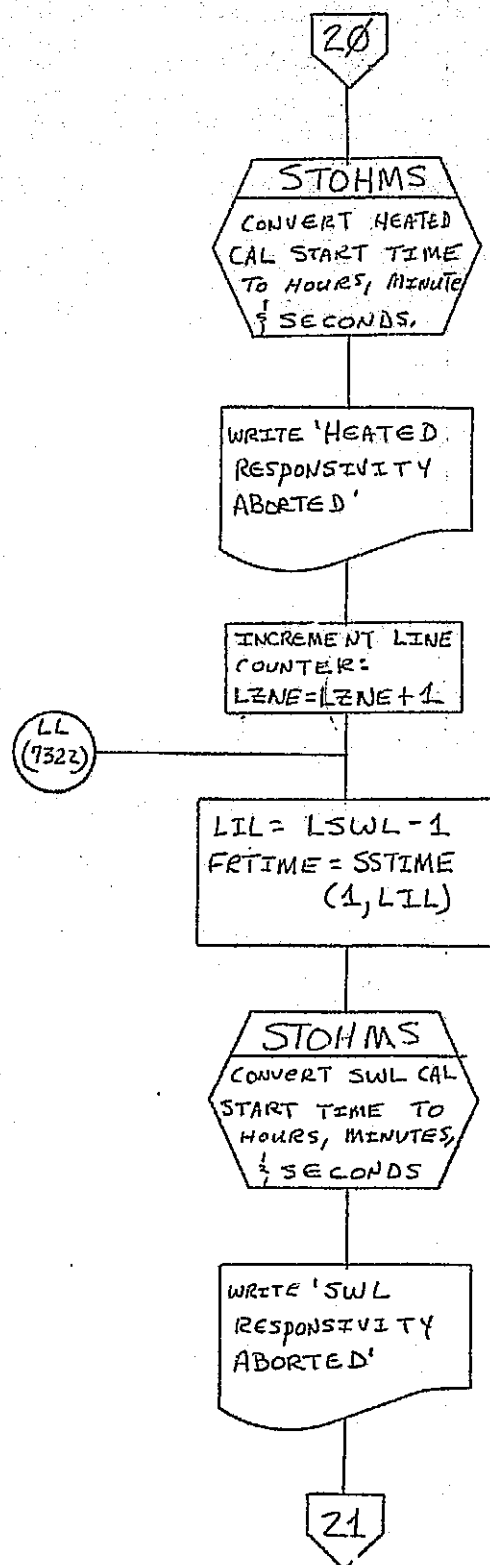 2Ø
STOHMS
CONVERT HEATED
CAL START TIME
TO HOURS, MINUTE
& SECONDS.
WRITE 'HEATED
RESPONSIVITY
ABORTED'
INCREMENT LINE
COUNTER:
LINE=LINE+1
LL
(7322)
LIL= LSWL-1
FRTIME = SSTIME
(1,LIL)
STOHMS
CONVERT SWL CAL
START TIME TO
HOURS, MINUTES,
& SECONDS
WRITE 'SWL
RESPONSIVITY
ABORTED'
21